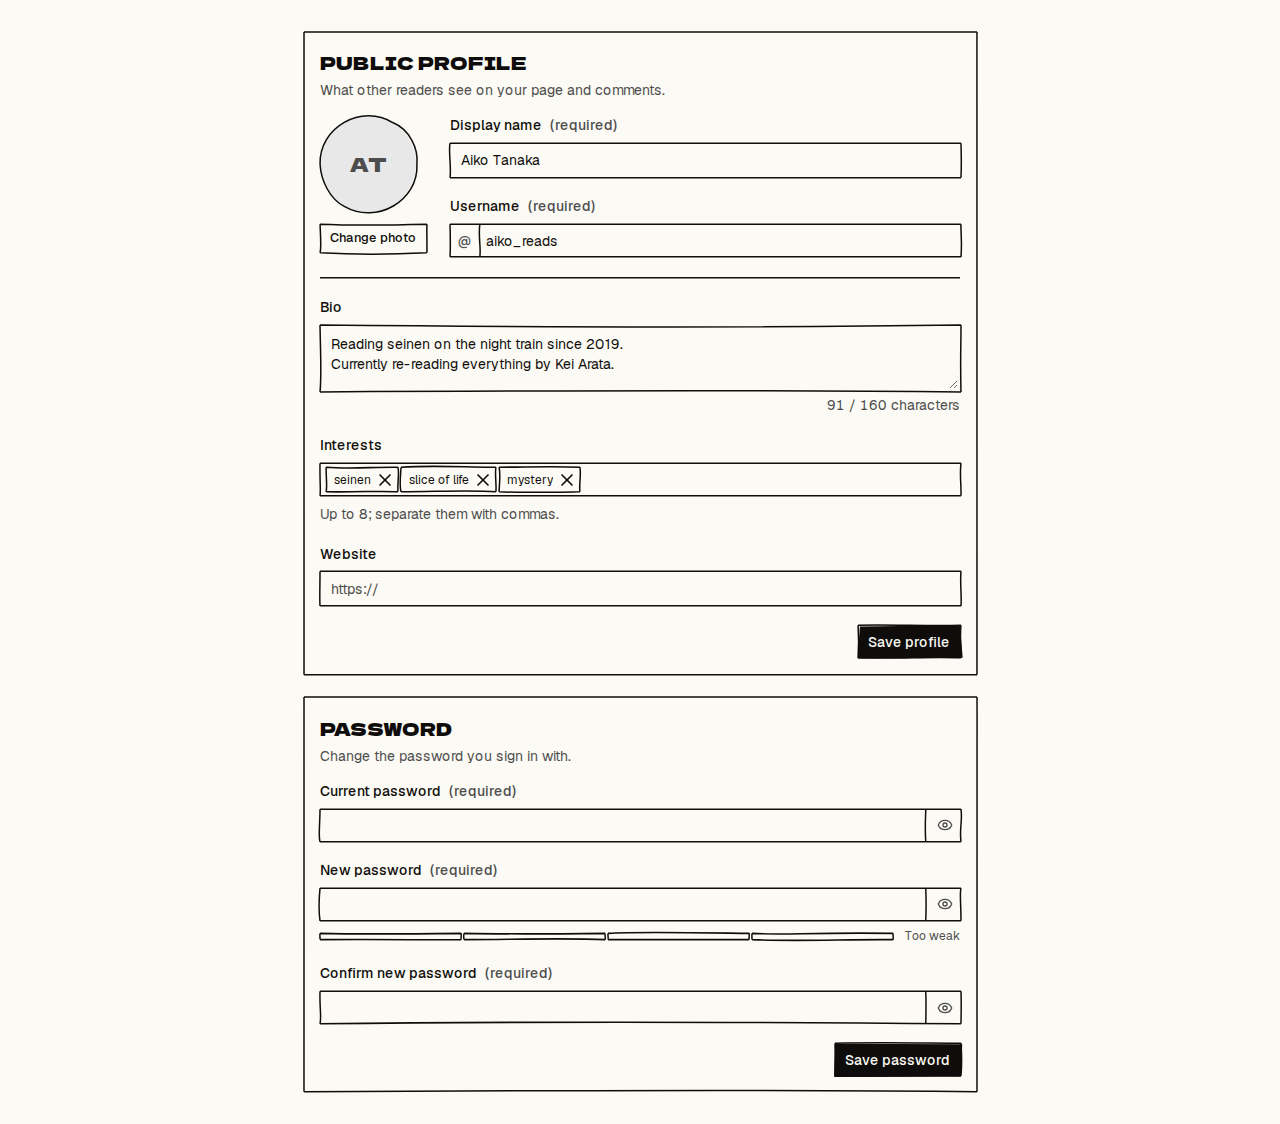 PUBLIC PROFILE
What other readers see on your page and comments.
AT
Change photo
Display name (required)
Aiko Tanaka
Username (required)
@ aiko_reads
Bio
Reading seinen on the night train since 2019.
Currently re-reading everything by Kei Arata.
91 / 160 characters
Interests
seinen slice of life mystery
Up to 8; separate them with commas.
Website
https://
Save profile
PASSWORD
Change the password you sign in with.
Current password (required)
New password (required)
Too weak
Confirm new password (required)
Save password